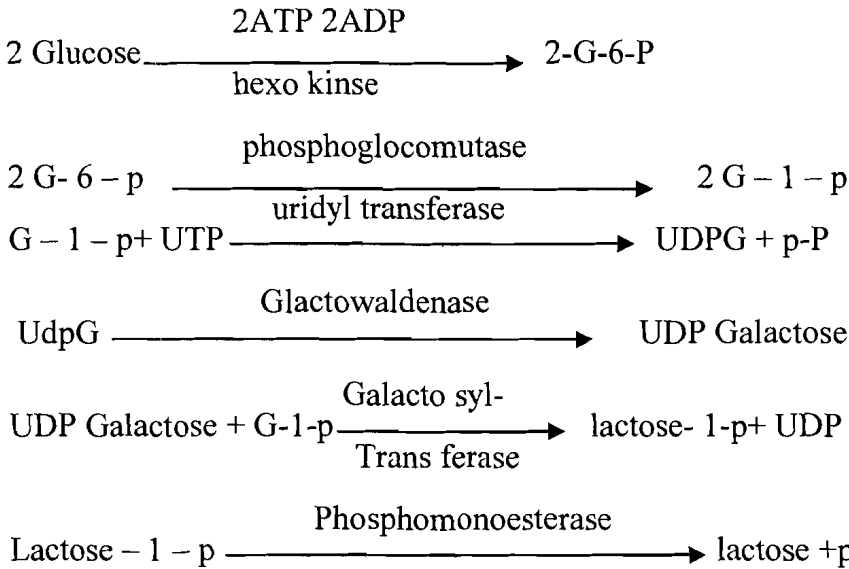 2ATP 2ADP
2 Glucose 2-G-6-P
hexo kinse
phosphoglocomutase
2 G- 6 – p 2 G – 1 – p
uridyl transferase
G – 1 – p+ UTP UDPG + p-P
Glactowaldenase
UdpG UDP Galactose
Galacto syl-
UDP Galactose + G-1-p lactose- 1-p+ UDP
Trans ferase
Phosphomonoesterase
Lactose – 1 – p lactose +p